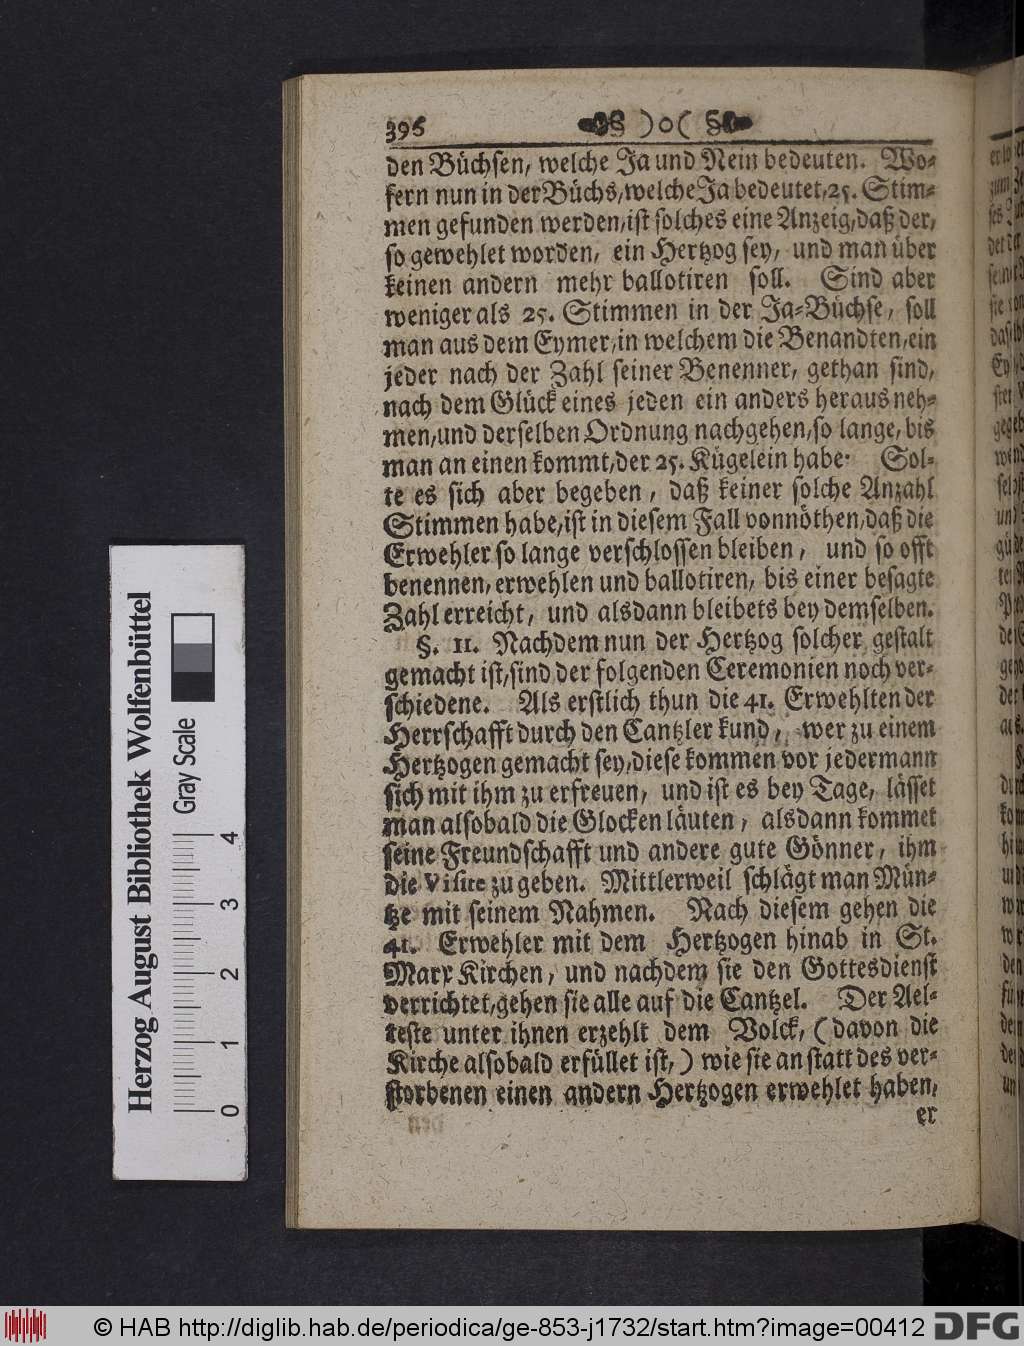 396 )o(
den Büchsen, welche Ja und Nein bedeuten. Wo-
fern nun in der Büchs, welche Ja bedeutet, 25. Stim-
men gefunden werden, ist solches eine Anzeig, daß der,
so gewehlet worden, ein Hertzog sey, und man über
keinen andern mehr ballotiren soll. Sind aber
weniger als 25. Stimmen in der Ja-Büchse, soll
man aus dem Eymer, in welchem die Benandten, ein
jeder nach der Zahl seiner Benenner, gethan sind,
nach dem Glück eines jeden ein anders heraus neh-
men, und derselben Ordnung nachgehen, so lange, bis
man an einen kommt, der 25. Kügelein habe. Sol-
te es sich aber begeben, daß keiner solche Anzahl
Stimmen habe, ist in diesem Fall vonnöthen, daß die
Erwehler so lange verschlossen bleiben, und so offt
benennen, erwehlen und ballotiren, bis einer besagte
Zahl erreicht, und alsdann bleibets bey demselben.
§. 11. Nachdem nun der Hertzog solcher gestalt
gemacht ist, sind der folgenden Ceremonien noch ver-
schiedene. Als erstlich thun die 41. Erwehlten der
Herrschafft durch den Cantzler kund, wer zu einem
Hertzogen gemacht sey, diese kommen vor jedermann
sich mit ihm zu erfreuen, und ist es bey Tage, lässet
man alsobald die Glocken läuten, alsdann kommet
seine Freundschafft und andere gute Gönner, ihm
die Visite zu geben. Mittlerweil schlägt man Mün-
tze mit seinem Nahmen. Nach diesem gehen die
41. Erwehler mit dem Hertzogen hinab in St.
Marx Kirchen, und nachdem sie den Gottesdienst
verrichtet, gehen sie alle auf die Cantzel. Der Ael-
teste unter ihnen erzehlt dem Volck, (davon die
Kirche alsobald erfüllet ist,) wie sie an statt des ver-
storbenen einen andern Hertzogen erwehlet haben,
er
Herzog August Bibliothek Wolfenbüttel
Gray Scale
0 1 2 3 4
© HAB http://diglib.hab.de/periodica/ge-853-j1732/start.htm?image=00412 DFG